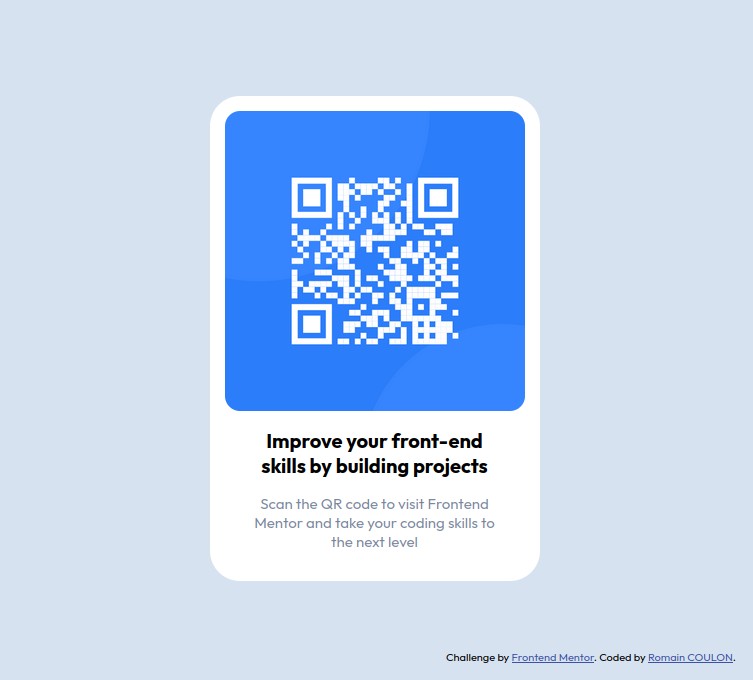 Improve your front-end
skills by building projects
Scan the QR code to visit Frontend
Mentor and take your coding skills to
the next level
Challenge by Frontend Mentor. Coded by Romain COULON.